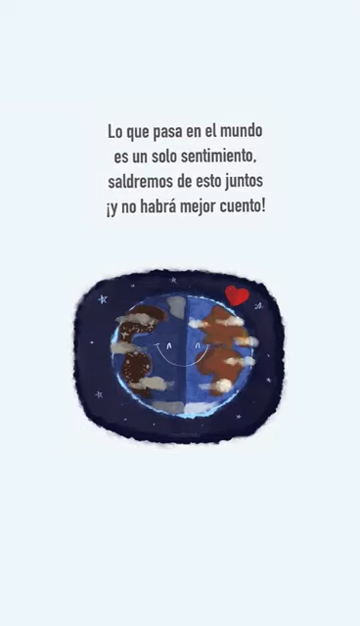 Lo que pasa en el mundo
es un solo sentimiento,
saldremos de esto juntos
¡y no habrá mejor cuento!